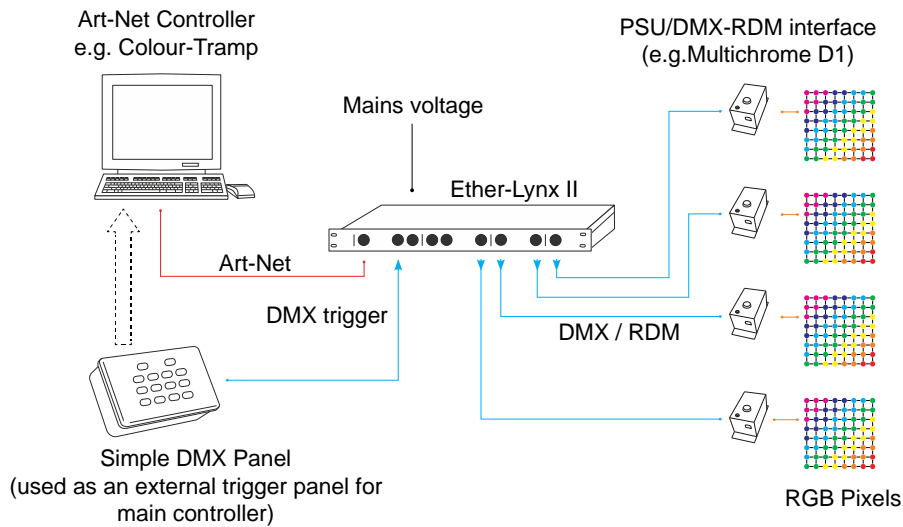 Art-Net Controller
e.g. Colour-Tramp
PSU/DMX-RDM interface
(e.g.Multichrome D1)
Mains voltage
Ether-Lynx II
Art-Net
DMX trigger
DMX / RDM
Simple DMX Panel
(used as an external trigger panel for
main controller)
RGB Pixels